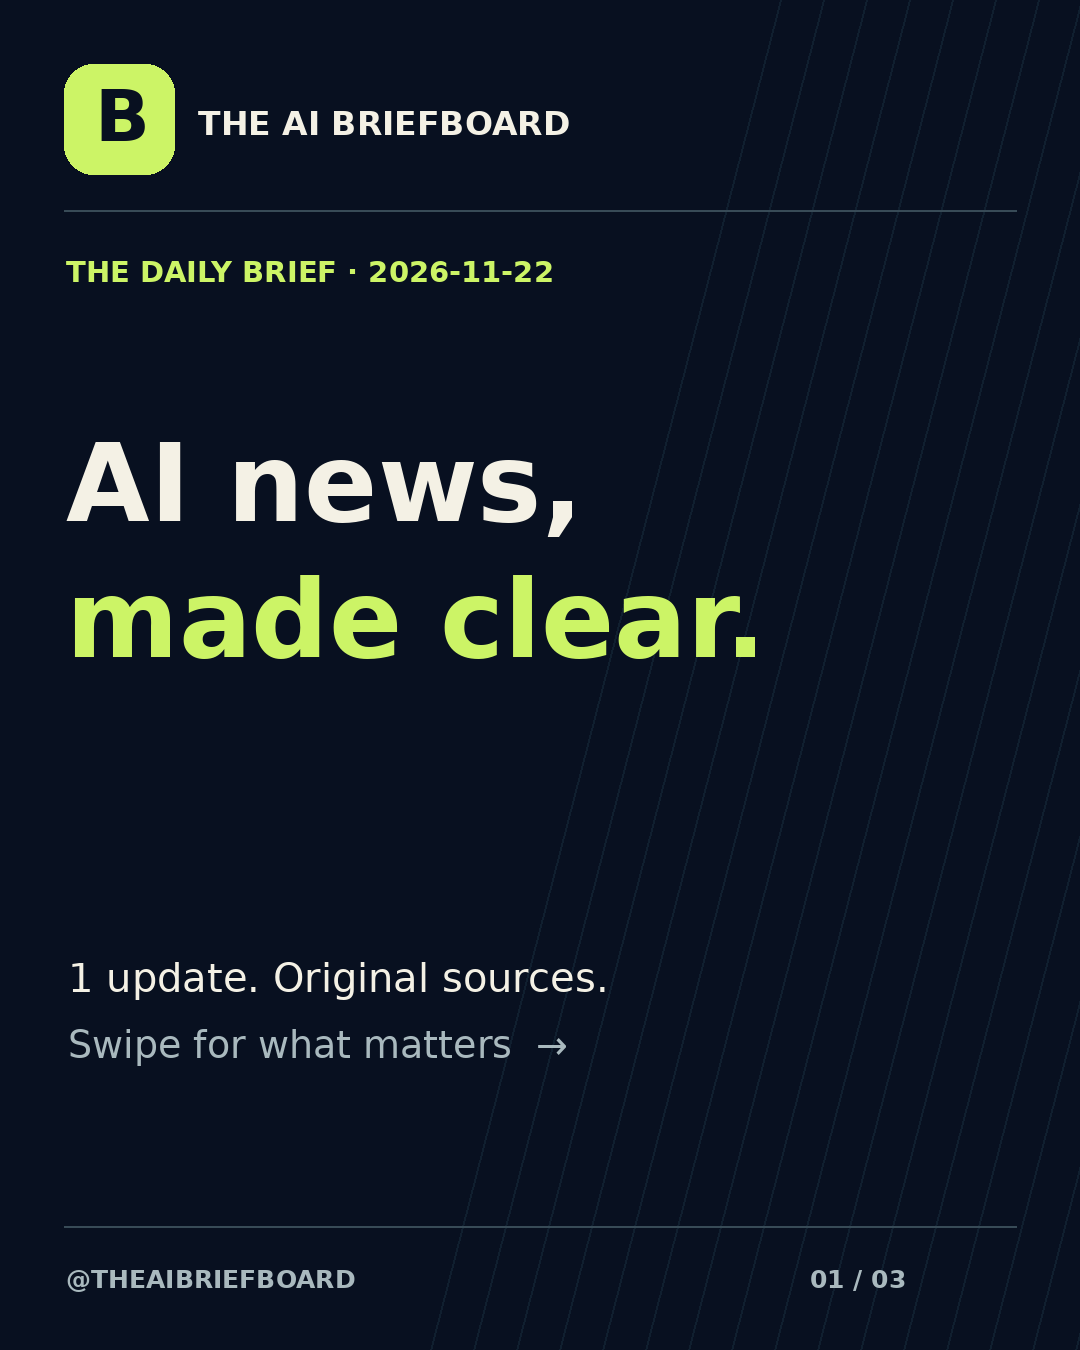 B
THE AI BRIEFBOARD
THE DAILY BRIEF · 2026-11-22
AI news,
made clear.
1 update. Original sources.
Swipe for what matters →
@THEAIBRIEFBOARD
01 / 03